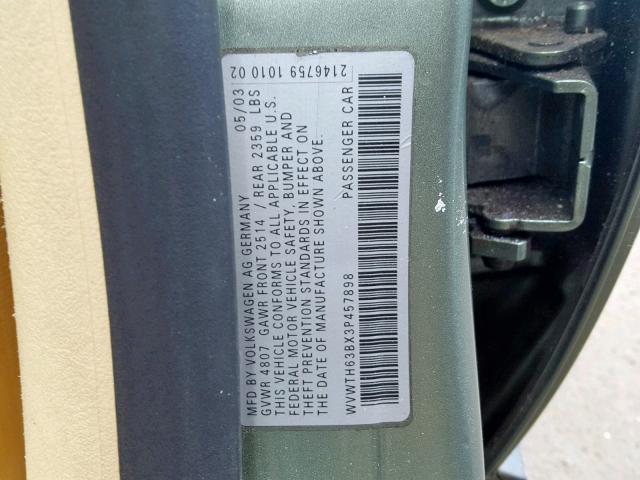 MFD BY VOLKSWAGEN AG GERMANY 05/03
GVWR 4807 GAWR FRONT 2514 / REAR 2359 LBS
THIS VEHICLE CONFORMS TO ALL APPLICABLE U.S.
FEDERAL MOTOR VEHICLE SAFETY, BUMPER AND
THEFT PREVENTION STANDARDS IN EFFECT ON
THE DATE OF MANUFACTURE SHOWN ABOVE.
WVWTH63BX3P457898 PASSENGER CAR
2146759 1010 02